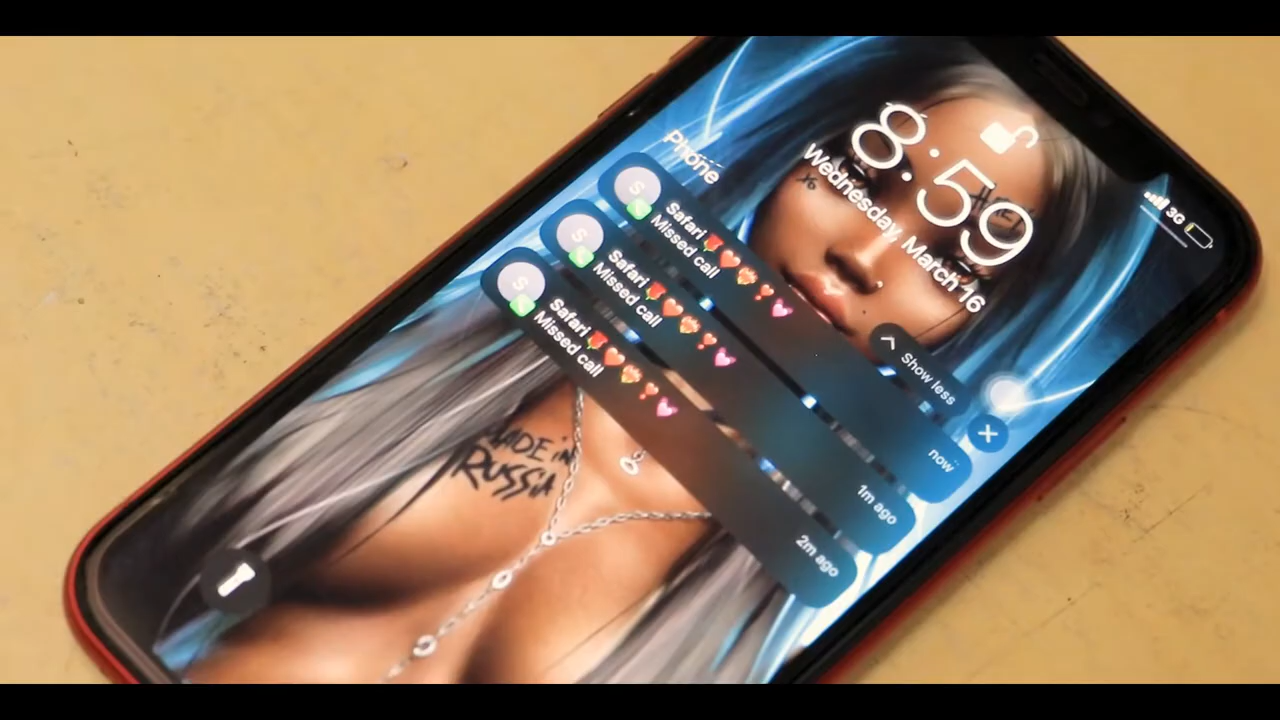 3G
8:59
Wednesday, March 16
Phone
Show less
S
Safari🌹❤️💐❣️💓
Missed call
now
S
Safari🌹❤️💐❣️💓
Missed call
1m ago
S
Safari🌹❤️💐❣️💓
Missed call
2m ago
MADE iN
RUSSiA